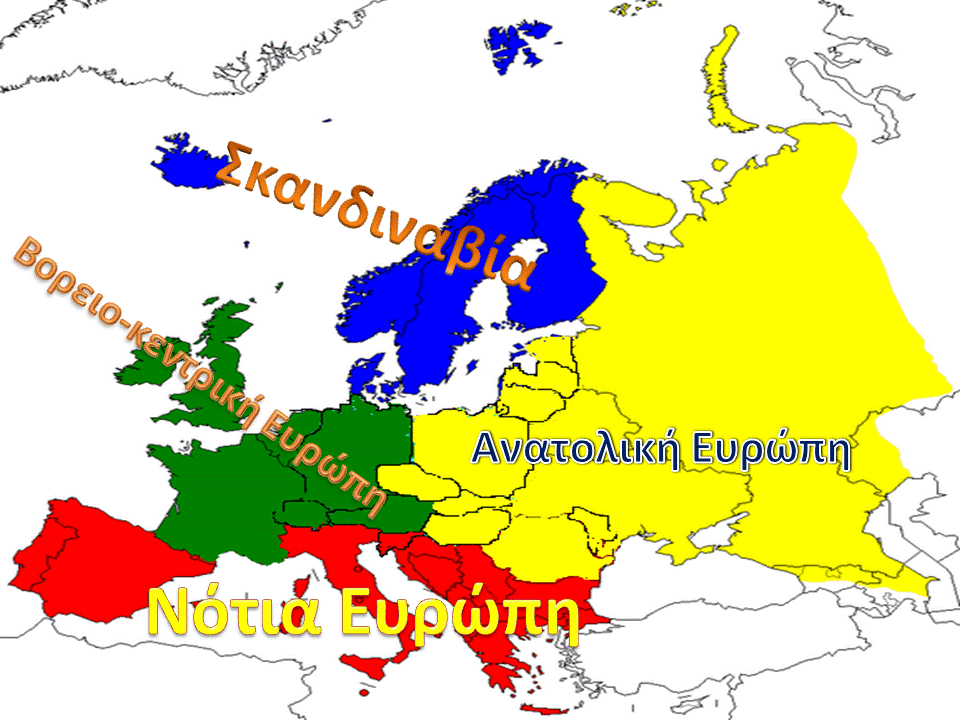 Σκανδιναβία
Βορειο-κεντρική Ευρώπη
Ανατολική Ευρώπη
Νότια Ευρώπη